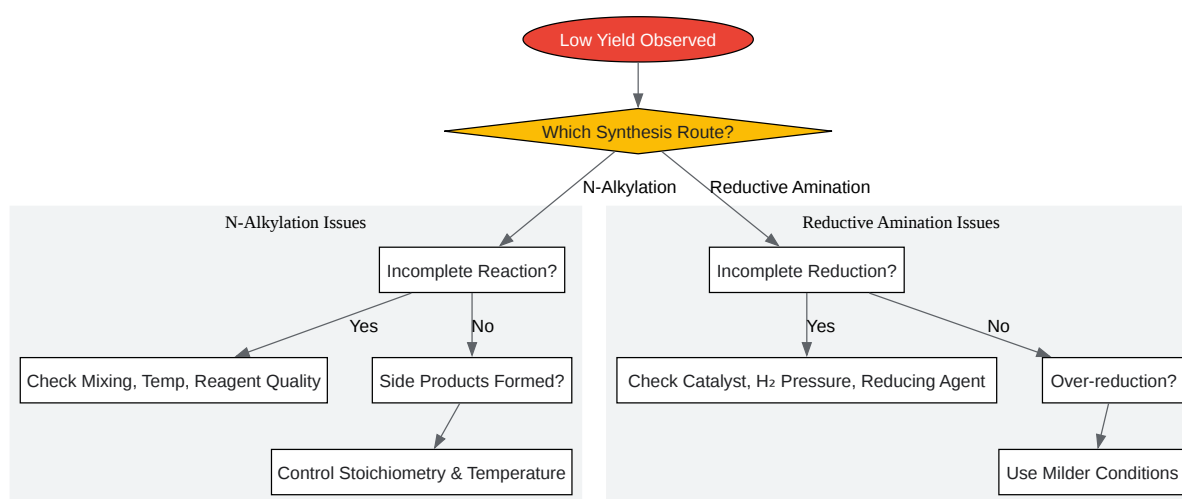 Low Yield Observed
Which Synthesis Route?
N-Alkylation
Reductive Amination
N-Alkylation Issues
Reductive Amination Issues
Incomplete Reaction?
Incomplete Reduction?
Yes
No
Yes
No
Check Mixing, Temp, Reagent Quality
Side Products Formed?
Check Catalyst, H₂ Pressure, Reducing Agent
Over-reduction?
Control Stoichiometry & Temperature
Use Milder Conditions